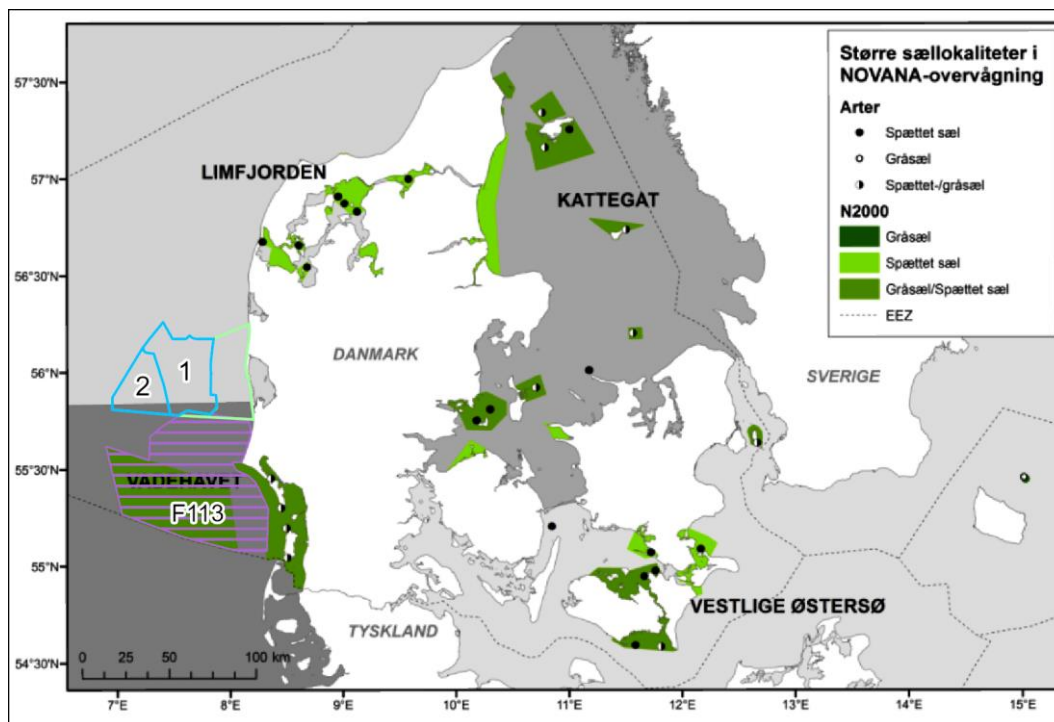 57°30'N
57°N
56°30'N
56°N
55°30'N
55°N
54°30'N
LIMFJORDEN
KATTEGAT
DANMARK
SVERIGE
1
2
VADEHAVET
F113
VESTLIGE ØSTERSØ
TYSKLAND
Større sællokaliteter i
NOVANA-overvågning
Arter
Spættet sæl
Gråsæl
Spættet-/gråsæl
N2000
Gråsæl
Spættet sæl
Gråsæl/Spættet sæl
EEZ
0 25 50 100 km
7°E 8°E 9°E 10°E 11°E 12°E 13°E 14°E 15°E